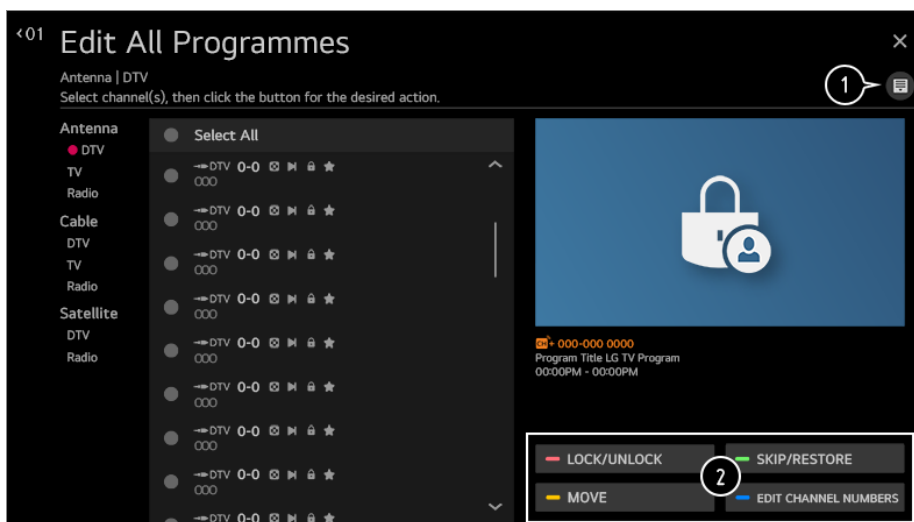 01 Edit All Programmes
Antenna | DTV
Select channel(s), then click the button for the desired action.
1
Antenna
DTV
TV
Radio
Cable
DTV
TV
Radio
Satellite
DTV
Radio
Select All
DTV 0-0
000
DTV 0-0
000
DTV 0-0
000
DTV 0-0
000
DTV 0-0
000
DTV 0-0
000
DTV 0-0
000
DTV 0-0
000
DTV 0-0
CH + 000-000 0000
Program Title LG TV Program
00:00PM - 00:00PM
LOCK/UNLOCK
SKIP/RESTORE
2
MOVE
EDIT CHANNEL NUMBERS